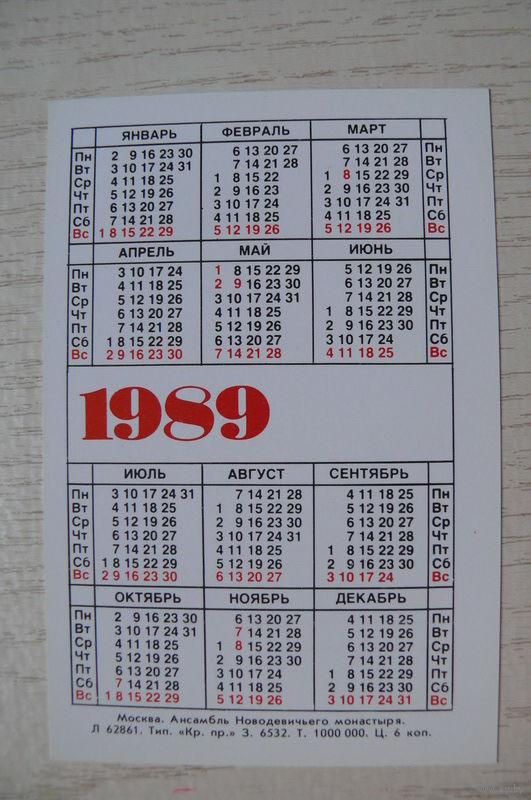 ЯНВАРЬ ФЕВРАЛЬ МАРТ
Пн 2 9 16 23 30 6 13 20 27 6 13 20 27 Пн
Вт 3 10 17 24 31 7 14 21 28 7 14 21 28 Вт
Ср 4 11 18 25 1 8 15 22 1 8 15 22 29 Ср
Чт 5 12 19 26 2 9 16 23 2 9 16 23 30 Чт
Пт 6 13 20 27 3 10 17 24 3 10 17 24 31 Пт
Сб 7 14 21 28 4 11 18 25 4 11 18 25 Сб
Вс 1 8 15 22 29 5 12 19 26 5 12 19 26 Вс
АПРЕЛЬ МАЙ ИЮНЬ
Пн 3 10 17 24 1 8 15 22 29 5 12 19 26 Пн
Вт 4 11 18 25 2 9 16 23 30 6 13 20 27 Вт
Ср 5 12 19 26 3 10 17 24 31 7 14 21 28 Ср
Чт 6 13 20 27 4 11 18 25 1 8 15 22 29 Чт
Пт 7 14 21 28 5 12 19 26 2 9 16 23 30 Пт
Сб 1 8 15 22 29 6 13 20 27 3 10 17 24 Сб
Вс 2 9 16 23 30 7 14 21 28 4 11 18 25 Вс
1989
ИЮЛЬ АВГУСТ СЕНТЯБРЬ
Пн 3 10 17 24 31 7 14 21 28 4 11 18 25 Пн
Вт 4 11 18 25 1 8 15 22 29 5 12 19 26 Вт
Ср 5 12 19 26 2 9 16 23 30 6 13 20 27 Ср
Чт 6 13 20 27 3 10 17 24 31 7 14 21 28 Чт
Пт 7 14 21 28 4 11 18 25 1 8 15 22 29 Пт
Сб 1 8 15 22 29 5 12 19 26 2 9 16 23 30 Сб
Вс 2 9 16 23 30 6 13 20 27 3 10 17 24 Вс
ОКТЯБРЬ НОЯБРЬ ДЕКАБРЬ
Пн 2 9 16 23 30 6 13 20 27 4 11 18 25 Пн
Вт 3 10 17 24 31 7 14 21 28 5 12 19 26 Вт
Ср 4 11 18 25 1 8 15 22 29 6 13 20 27 Ср
Чт 5 12 19 26 2 9 16 23 30 7 14 21 28 Чт
Пт 6 13 20 27 3 10 17 24 1 8 15 22 29 Пт
Сб 7 14 21 28 4 11 18 25 2 9 16 23 30 Сб
Вс 1 8 15 22 29 5 12 19 26 3 10 17 24 31 Вс
Москва. Ансамбль Новодевичьего монастыря.
Л 62861. Тип. «Кр. пр.» З. 6532. Т. 1000 000. Ц. 6 коп.